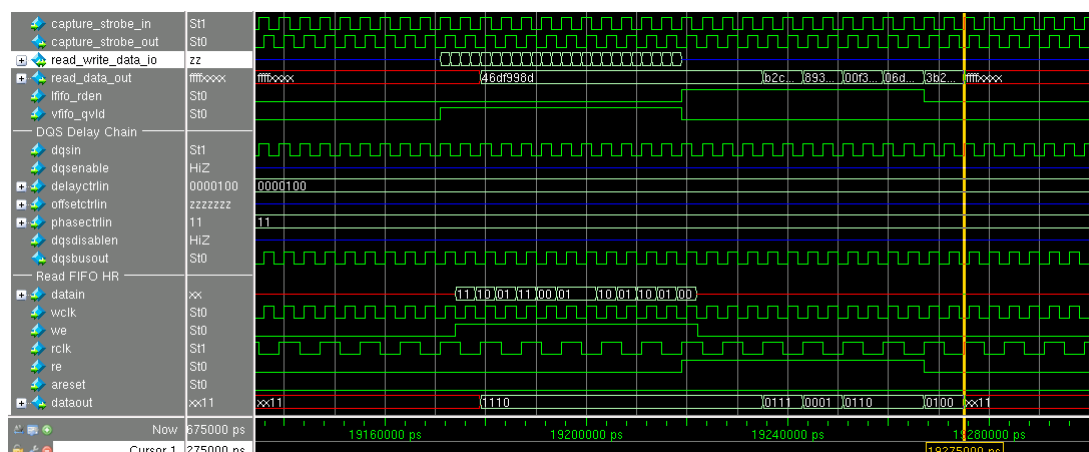 capture_strobe_in St1
capture_strobe_out St0
read_write_data_io zz
read_data_out ffffxxxx ffffxxxx 46df998d b2c... 893... 00f3... 06d... 3b2... ffffxxxx
lfifo_rden St0
vfifo_qvld St0
DQS Delay Chain
dqsin St1
dqsenable HiZ
delayctrlin 0000100 0000100
offsetctrlin zzzzzzz
phasectrlin 11 11
dqsdisablen HiZ
dqsbusout St0
Read FIFO HR
datain xx 11 10 01 11 00 01 10 01 10 01 00
wclk St0
we St0
rclk St1
re St0
areset St0
dataout xx11 xx11 1110 0111 0001 0110 0100 xx11
Now 675000 ps 19160000 ps 19200000 ps 19240000 ps 19280000 ps
Cursor 1 275000 ps 19275000 ps